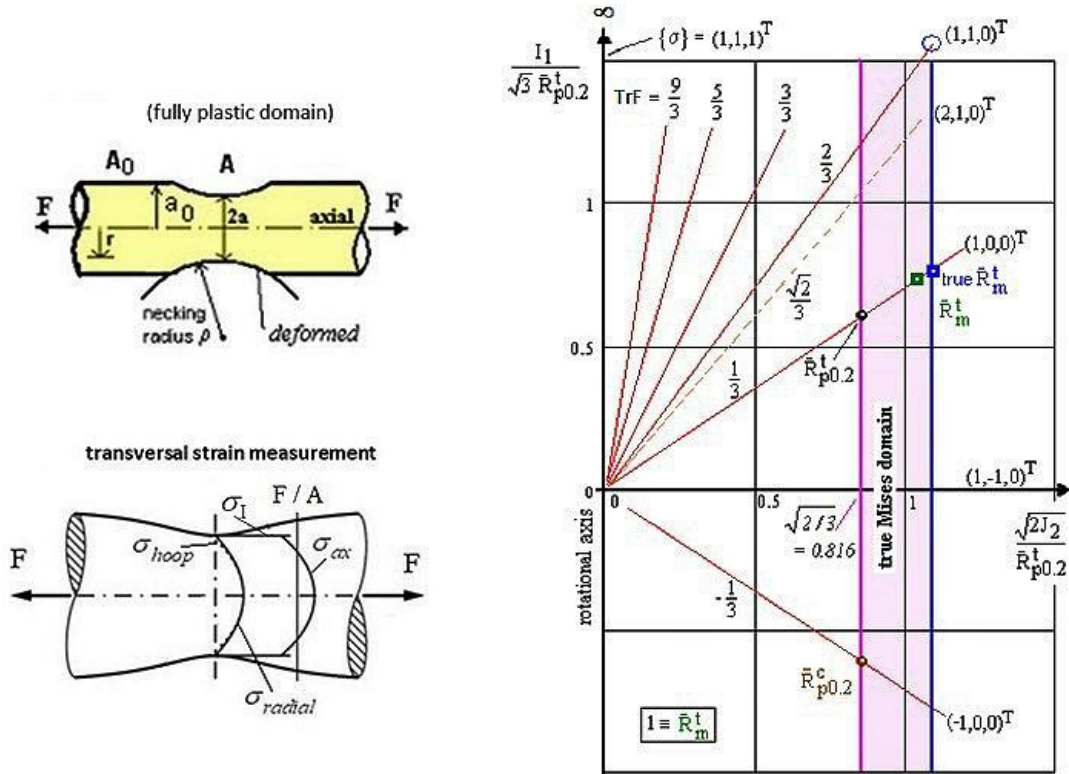 (fully plastic domain)
A₀ A
F a₀ 2a axial F
r
necking
radius ρ deformed
transversal strain measurement
F / A
σ_I
σ_hoop σ_ax
F F
σ_radial
∞
{σ} = (1,1,1)ᵀ (1,1,0)ᵀ
I₁
√3 R̄ᵗp0.2
TrF = 9/3 5/3 3/3
(2,1,0)ᵀ
2/3
1
(1,0,0)ᵀ
√2/3
true R̄ᵗm
R̄ᵗm
R̄ᵗp0.2
0.5
1/3
true Mises domain
(1,-1,0)ᵀ
0 0 0.5 1
√2/3
= 0.816
√2J₂
R̄ᵗp0.2
rotational axis
-1/3
R̄ᶜp0.2
1 ≡ R̄ᵗm
(-1,0,0)ᵀ